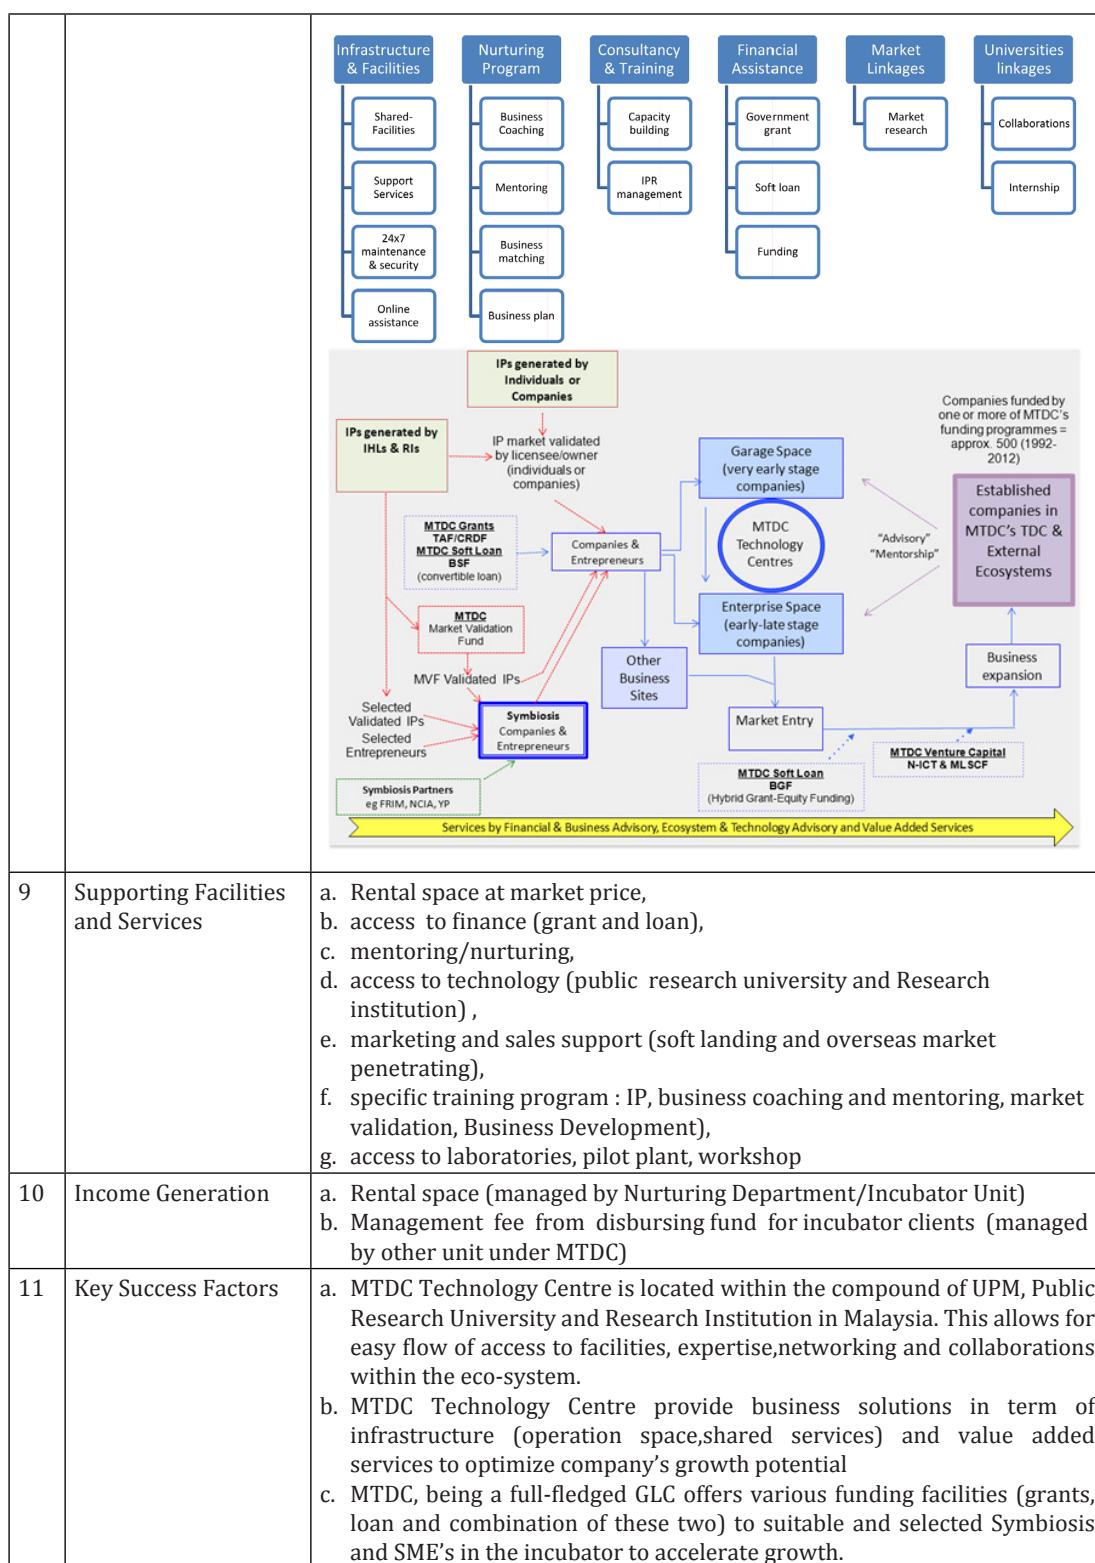 Infrastructure
& Facilities
Shared-
Facilities
Support
Services
24x7
maintenance
& security
Online
assistance
Nurturing
Program
Business
Coaching
Mentoring
Business
matching
Business plan
Consultancy
& Training
Capacity
building
IPR
management
Financial
Assistance
Government
grant
Soft loan
Funding
Market
Linkages
Market
research
Universities
linkages
Collaborations
Internship
IPs generated by
Individuals or
Companies
IPs generated by
IHLs & RIs
IP market validated
by licensee/owner
(individuals or
companies)
MTDC Grants
TAF/CRDF
MTDC Soft Loan
BSF
(convertible loan)
Companies &
Entrepreneurs
Garage Space
(very early stage
companies)
MTDC
Technology
Centres
Enterprise Space
(early-late stage
companies)
"Advisory"
"Mentorship"
Companies funded by
one or more of MTDC's
funding programmes =
approx. 500 (1992-
2012)
Established
companies in
MTDC's TDC &
External
Ecosystems
MTDC
Market Validation
Fund
MVF Validated IPs
Selected
Validated IPs
Selected
Entrepreneurs
Symbiosis
Companies &
Entrepreneurs
Other
Business
Sites
Market Entry
Business
expansion
MTDC Venture Capital
N-ICT & MLSCF
MTDC Soft Loan
BGF
(Hybrid Grant-Equity Funding)
Symbiosis Partners
eg FRIM, NCIA, YP
Services by Financial & Business Advisory, Ecosystem & Technology Advisory and Value Added Services
9 Supporting Facilities
and Services
a. Rental space at market price,
b. access to finance (grant and loan),
c. mentoring/nurturing,
d. access to technology (public research university and Research
institution) ,
e. marketing and sales support (soft landing and overseas market
penetrating),
f. specific training program : IP, business coaching and mentoring, market
validation, Business Development),
g. access to laboratories, pilot plant, workshop
10 Income Generation
a. Rental space (managed by Nurturing Department/Incubator Unit)
b. Management fee from disbursing fund for incubator clients (managed
by other unit under MTDC)
11 Key Success Factors
a. MTDC Technology Centre is located within the compound of UPM, Public
Research University and Research Institution in Malaysia. This allows for
easy flow of access to facilities, expertise,networking and collaborations
within the eco-system.
b. MTDC Technology Centre provide business solutions in term of
infrastructure (operation space,shared services) and value added
services to optimize company's growth potential
c. MTDC, being a full-fledged GLC offers various funding facilities (grants,
loan and combination of these two) to suitable and selected Symbiosis
and SME's in the incubator to accelerate growth.